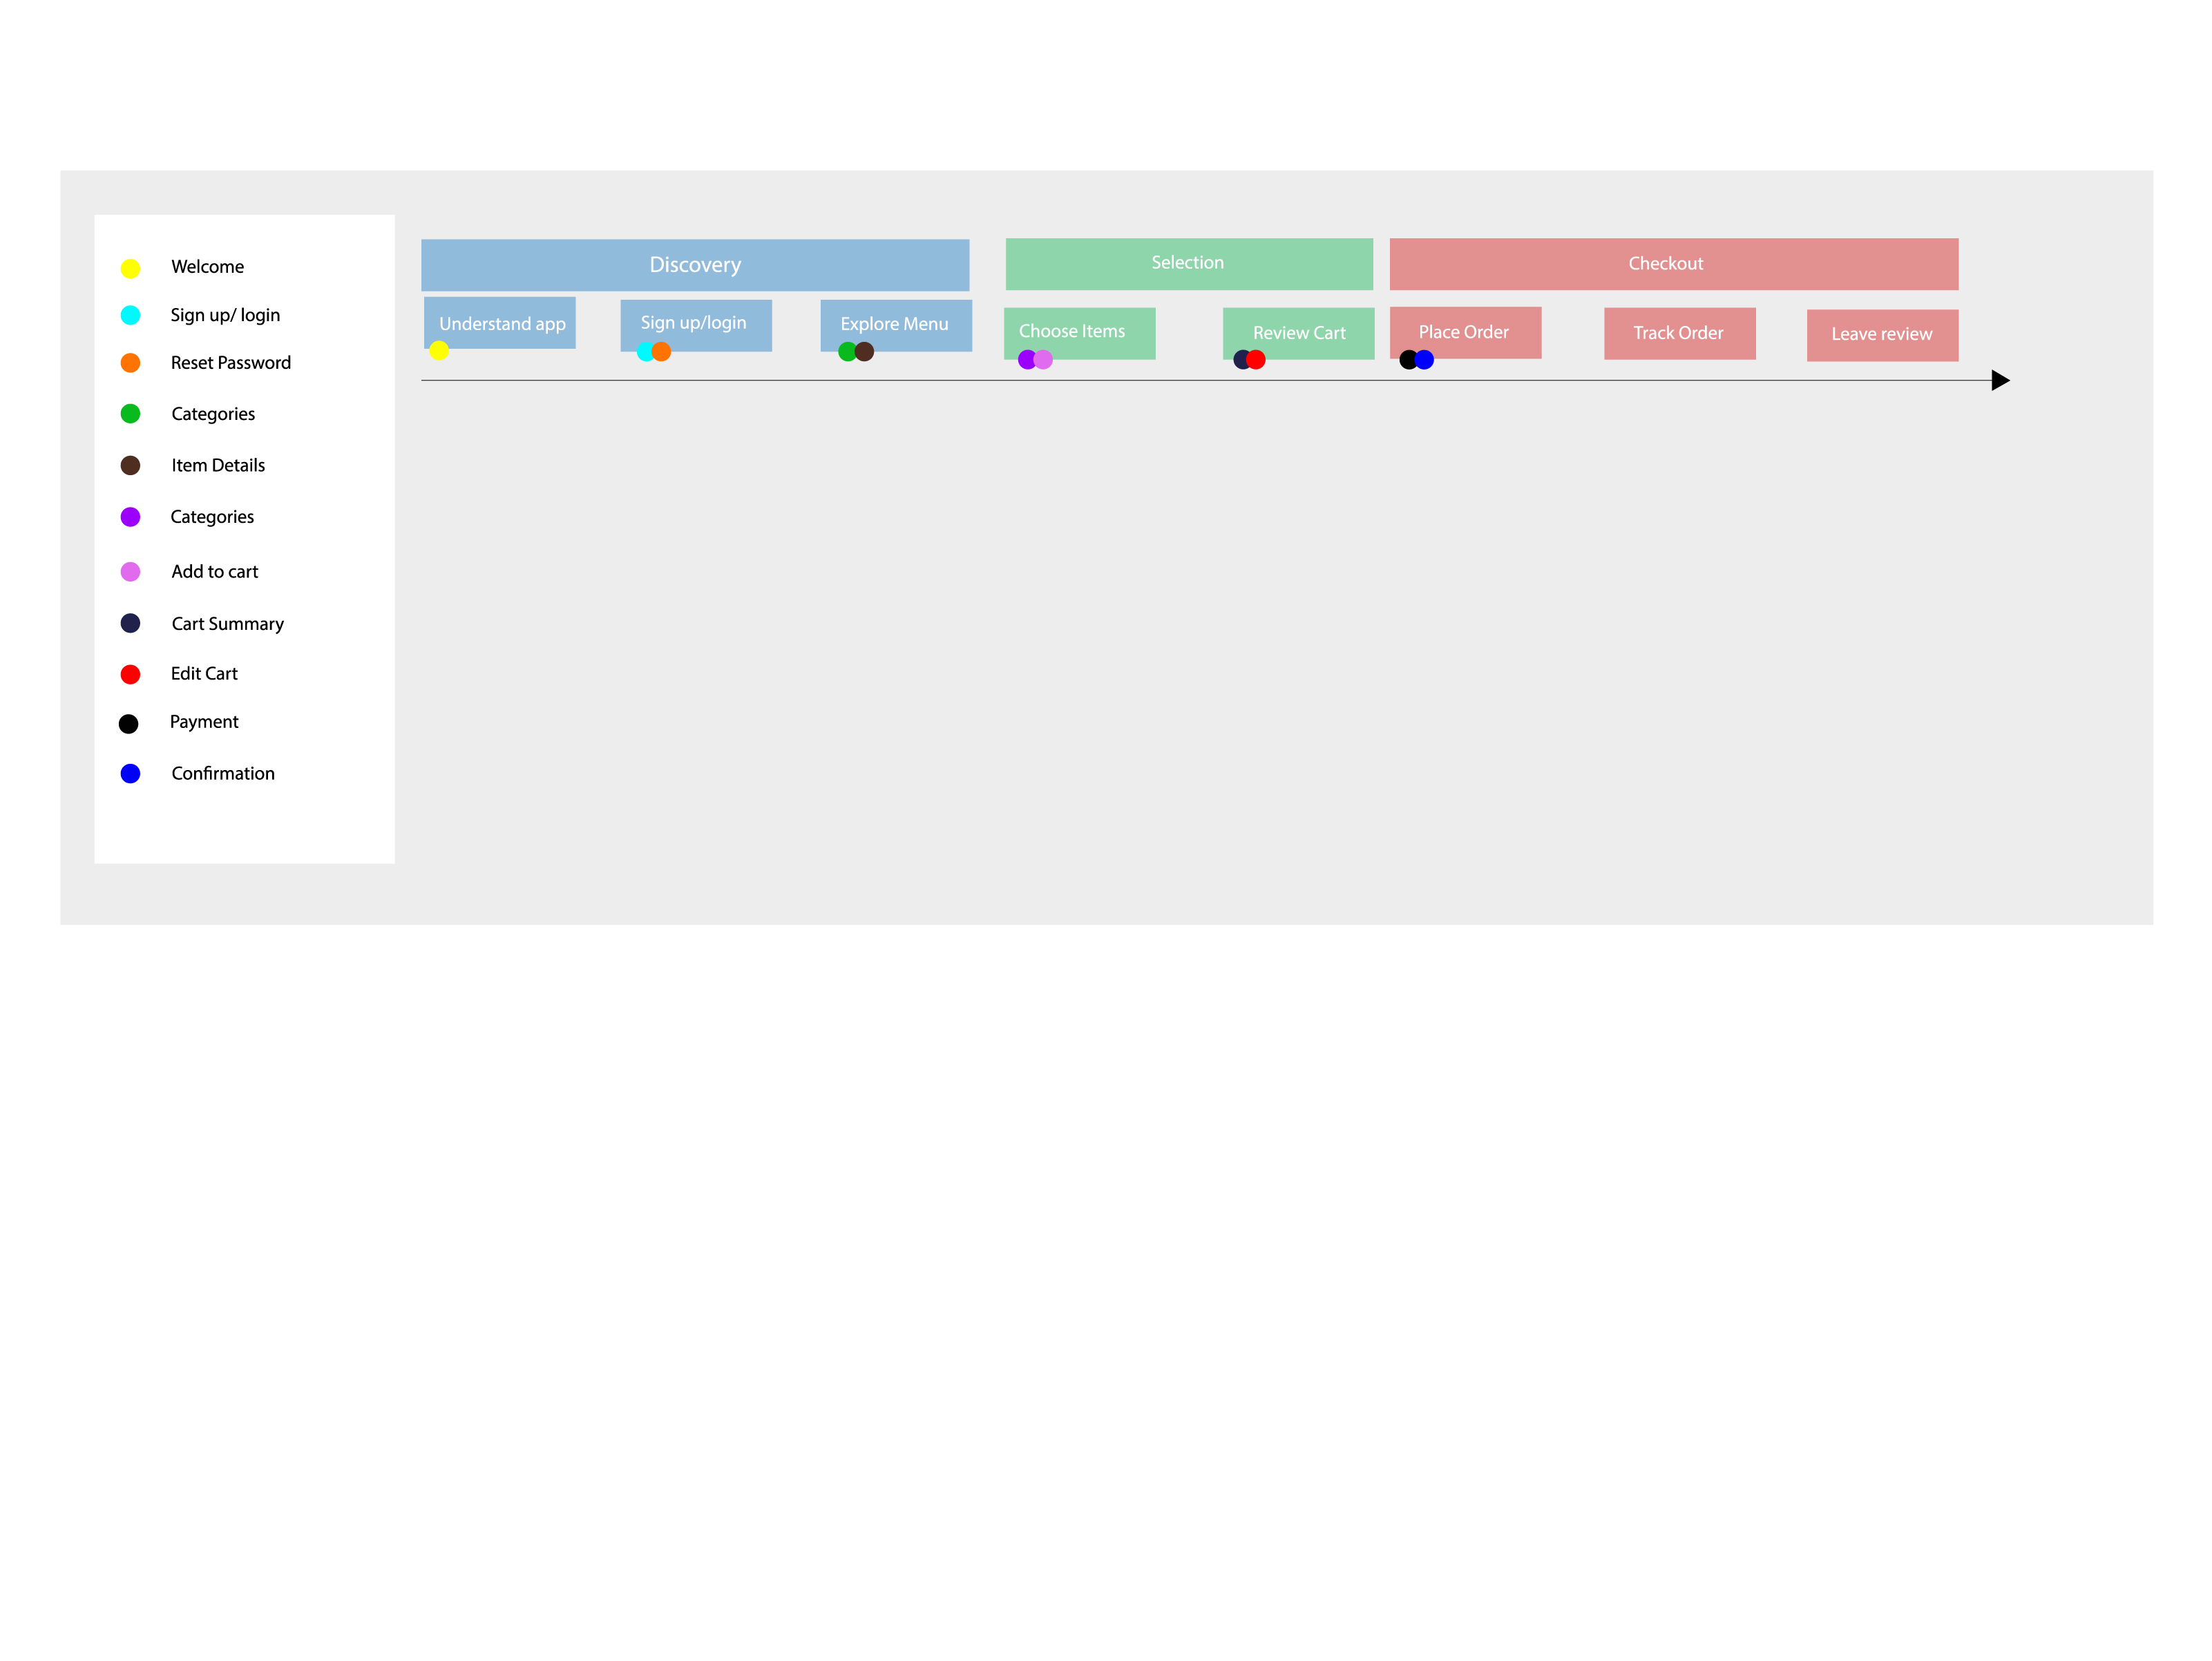 Welcome
Sign up/ login
Reset Password
Categories
Item Details
Categories
Add to cart
Cart Summary
Edit Cart
Payment
Confirmation
Discovery
Selection
Checkout
Understand app
Sign up/login
Explore Menu
Choose Items
Review Cart
Place Order
Track Order
Leave review